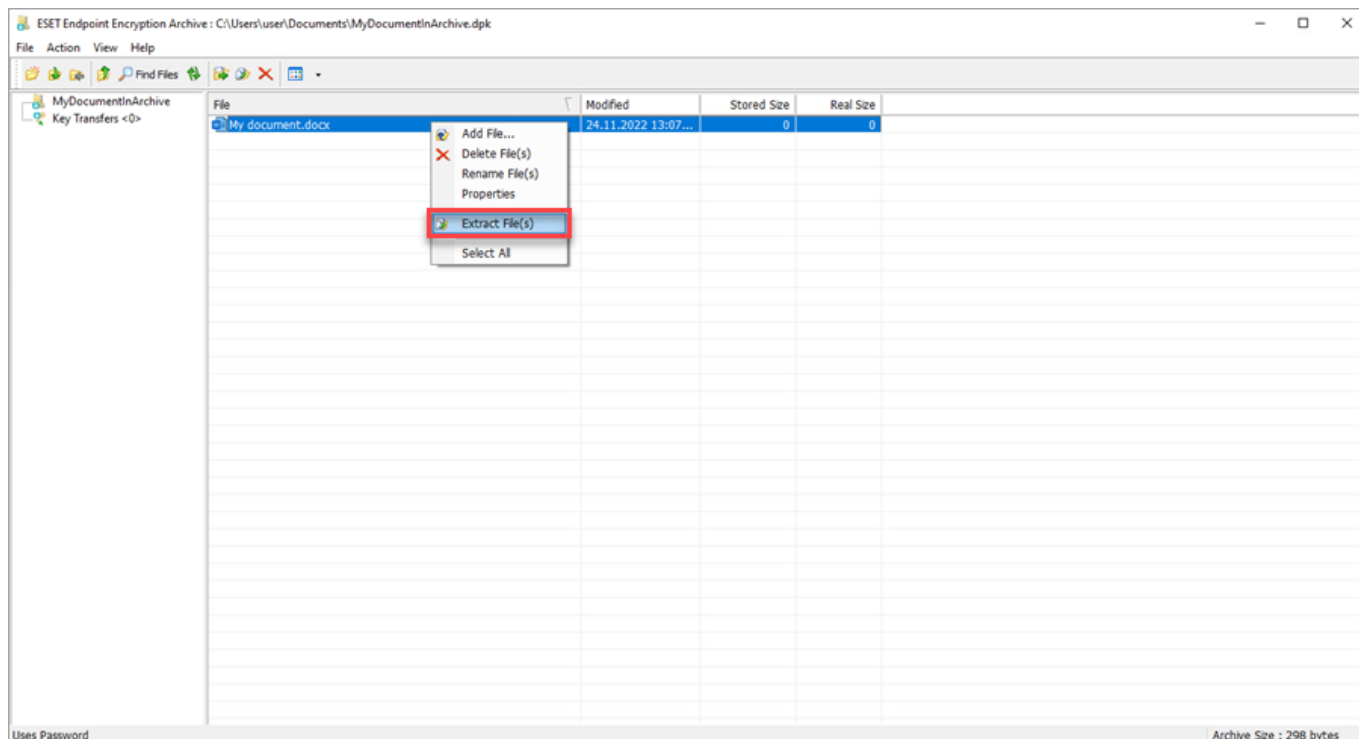 ESET Endpoint Encryption Archive : C:\Users\user\Documents\MyDocumentInArchive.dpk
File Action View Help
Find Files
MyDocumentInArchive
Key Transfers <0>
File Modified Stored Size Real Size
My document.docx 24.11.2022 13:07... 0 0
Add File...
Delete File(s)
Rename File(s)
Properties
Extract File(s)
Select All
Uses Password Archive Size : 298 bytes